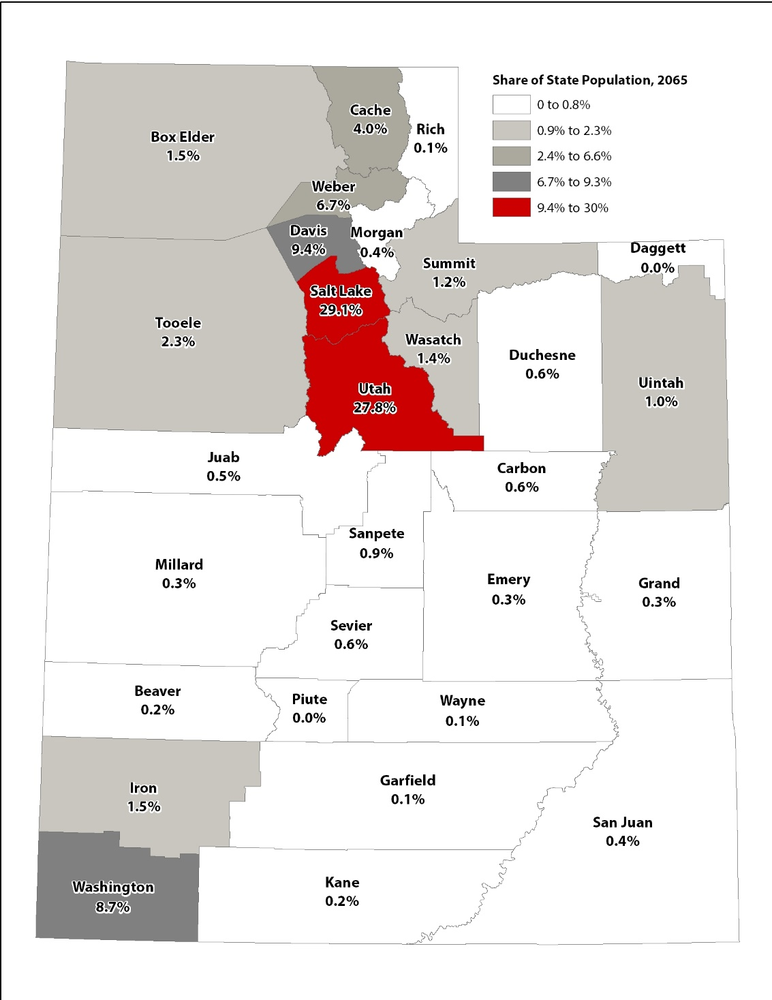 Share of State Population, 2065
0 to 0.8%
0.9% to 2.3%
2.4% to 6.6%
6.7% to 9.3%
9.4% to 30%
Cache
4.0%
Rich
0.1%
Box Elder
1.5%
Weber
6.7%
Davis
9.4%
Morgan
0.4%
Summit
1.2%
Daggett
0.0%
Salt Lake
29.1%
Tooele
2.3%
Wasatch
1.4%
Duchesne
0.6%
Uintah
1.0%
Utah
27.8%
Juab
0.5%
Carbon
0.6%
Sanpete
0.9%
Millard
0.3%
Emery
0.3%
Grand
0.3%
Sevier
0.6%
Beaver
0.2%
Piute
0.0%
Wayne
0.1%
Iron
1.5%
Garfield
0.1%
San Juan
0.4%
Washington
8.7%
Kane
0.2%